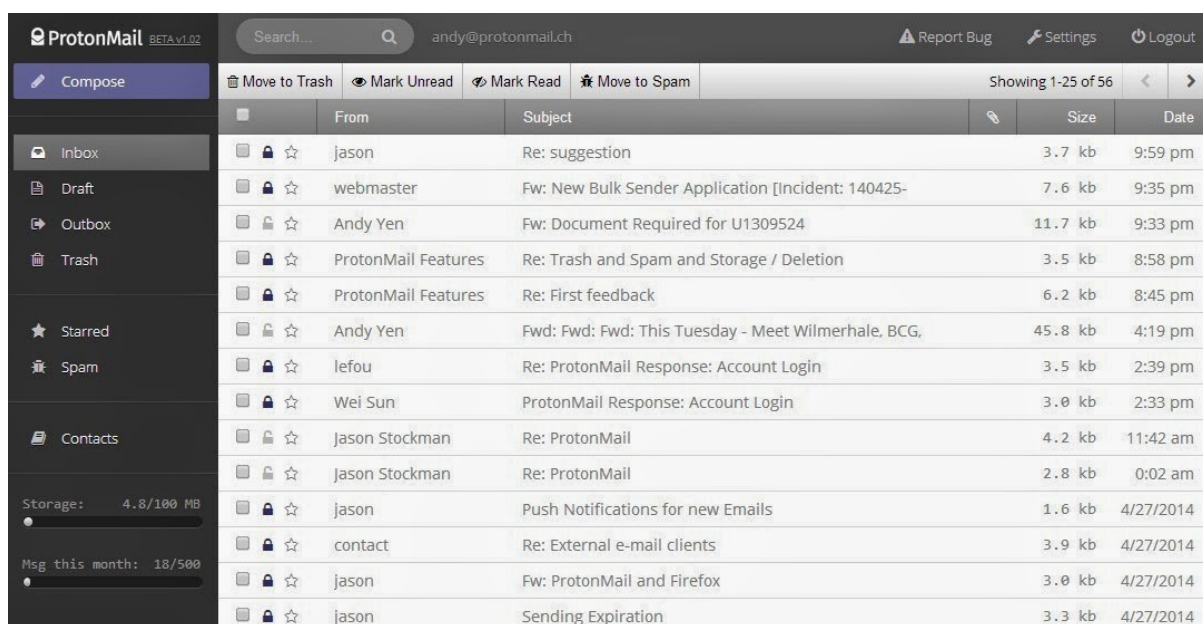 ProtonMail BETA v1.02
Search...
andy@protonmail.ch
Report Bug
Settings
Logout
Compose
Move to Trash
Mark Unread
Mark Read
Move to Spam
Showing 1-25 of 56
From Subject Size Date
Inbox
Draft
Outbox
Trash
Starred
Spam
Contacts
Storage: 4.8/100 MB
Msg this month: 18/500
jason Re: suggestion 3.7 kb 9:59 pm
webmaster Fw: New Bulk Sender Application [Incident: 140425- 7.6 kb 9:35 pm
Andy Yen Fw: Document Required for U1309524 11.7 kb 9:33 pm
ProtonMail Features Re: Trash and Spam and Storage / Deletion 3.5 kb 8:58 pm
ProtonMail Features Re: First feedback 6.2 kb 8:45 pm
Andy Yen Fwd: Fwd: Fwd: This Tuesday - Meet Wilmerhale, BCG, 45.8 kb 4:19 pm
lefou Re: ProtonMail Response: Account Login 3.5 kb 2:39 pm
Wei Sun ProtonMail Response: Account Login 3.0 kb 2:33 pm
Jason Stockman Re: ProtonMail 4.2 kb 11:42 am
Jason Stockman Re: ProtonMail 2.8 kb 0:02 am
jason Push Notifications for new Emails 1.6 kb 4/27/2014
contact Re: External e-mail clients 3.9 kb 4/27/2014
jason Fw: ProtonMail and Firefox 3.0 kb 4/27/2014
jason Sending Expiration 3.3 kb 4/27/2014